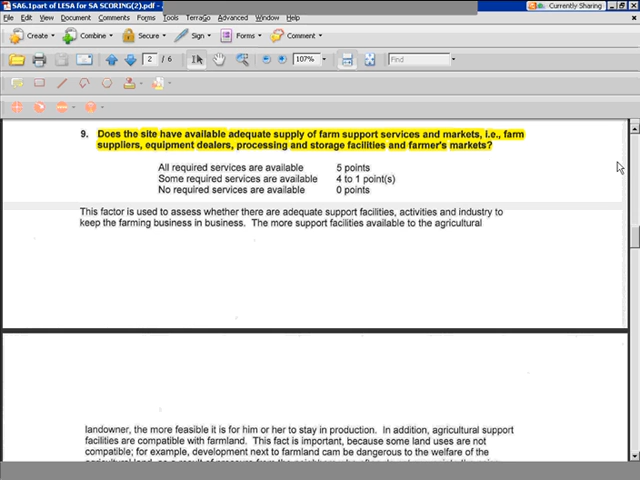 SA6.1part of LESA for SA SCORING(2).pdf -
Currently Sharing
File Edit View Document Comments Forms Tools TerraGo Advanced Window Help
Create Combine Secure Sign Forms Comment
2 / 6 107% Find
9. Does the site have available adequate supply of farm support services and markets, i.e., farm
suppliers, equipment dealers, processing and storage facilities and farmer's markets?
All required services are available 5 points
Some required services are available 4 to 1 point(s)
No required services are available 0 points
This factor is used to assess whether there are adequate support facilities, activities and industry to
keep the farming business in business. The more support facilities available to the agricultural
landowner, the more feasible it is for him or her to stay in production. In addition, agricultural support
facilities are compatible with farmland. This fact is important, because some land uses are not
compatible; for example, development next to farmland cam be dangerous to the welfare of the